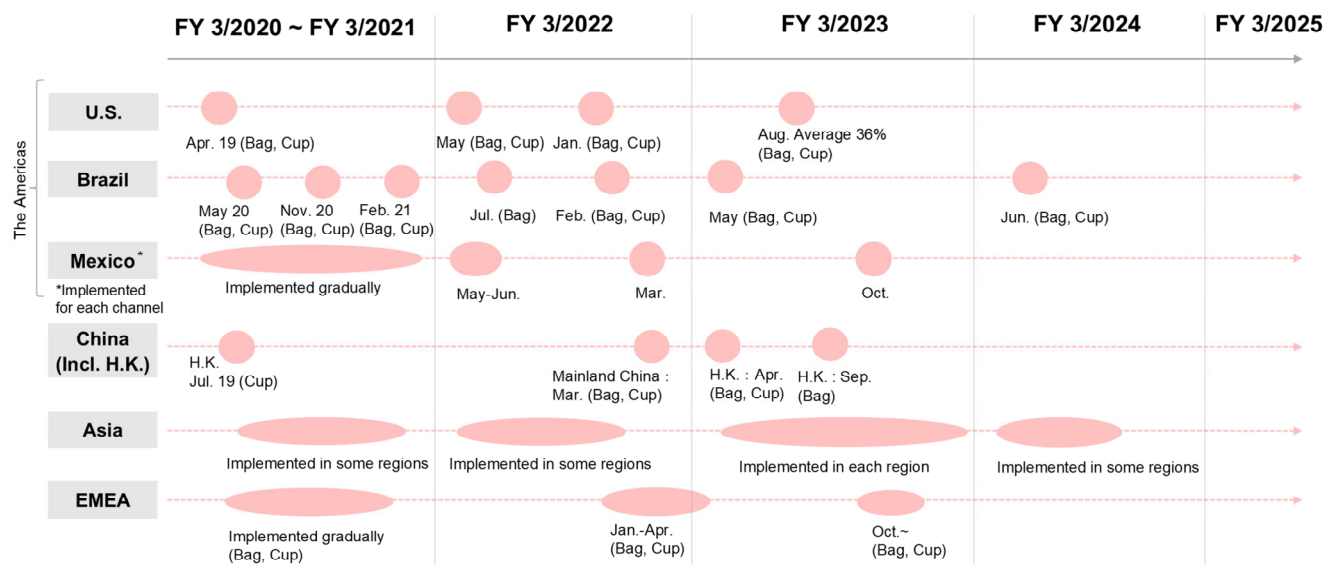 FY 3/2020 ~ FY 3/2021
FY 3/2022
FY 3/2023
FY 3/2024
FY 3/2025
The Americas
U.S.
Apr. 19 (Bag, Cup)
May (Bag, Cup)
Jan. (Bag, Cup)
Aug. Average 36%
(Bag, Cup)
Brazil
May 20
(Bag, Cup)
Nov. 20
(Bag, Cup)
Feb. 21
(Bag, Cup)
Jul. (Bag)
Feb. (Bag, Cup)
May (Bag, Cup)
Jun. (Bag, Cup)
Mexico*
*Implemented
for each channel
Implemented gradually
May-Jun.
Mar.
Oct.
China
(Incl. H.K.)
H.K.
Jul. 19 (Cup)
Mainland China :
Mar. (Bag, Cup)
H.K. : Apr.
(Bag, Cup)
H.K. : Sep.
(Bag)
Asia
Implemented in some regions
Implemented in some regions
Implemented in each region
Implemented in some regions
EMEA
Implemented gradually
(Bag, Cup)
Jan.-Apr.
(Bag, Cup)
Oct.~
(Bag, Cup)